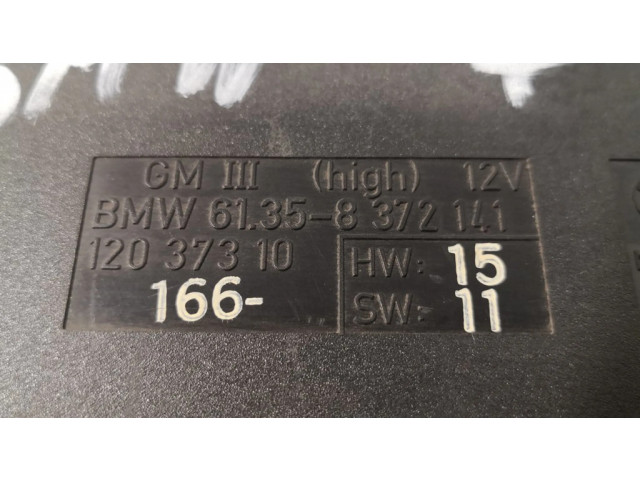 GM III (high) 12V
BMW 61.35-8 372 141
120 373 10
HW: 15
166-
SW: 11